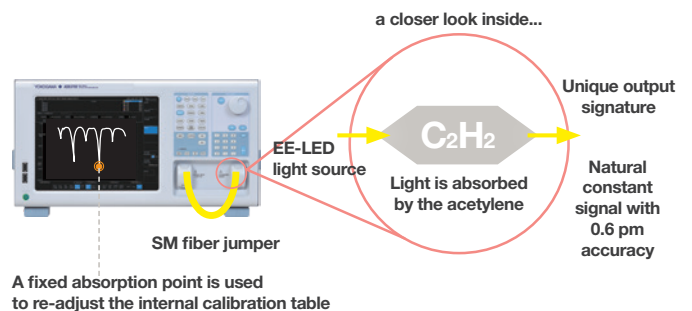 a closer look inside...
YOKOGAWA
Unique output
signature
C2H2
EE-LED
light source
Light is absorbed
by the acetylene
Natural
constant
signal with
0.6 pm
accuracy
SM fiber jumper
A fixed absorption point is used
to re-adjust the internal calibration table